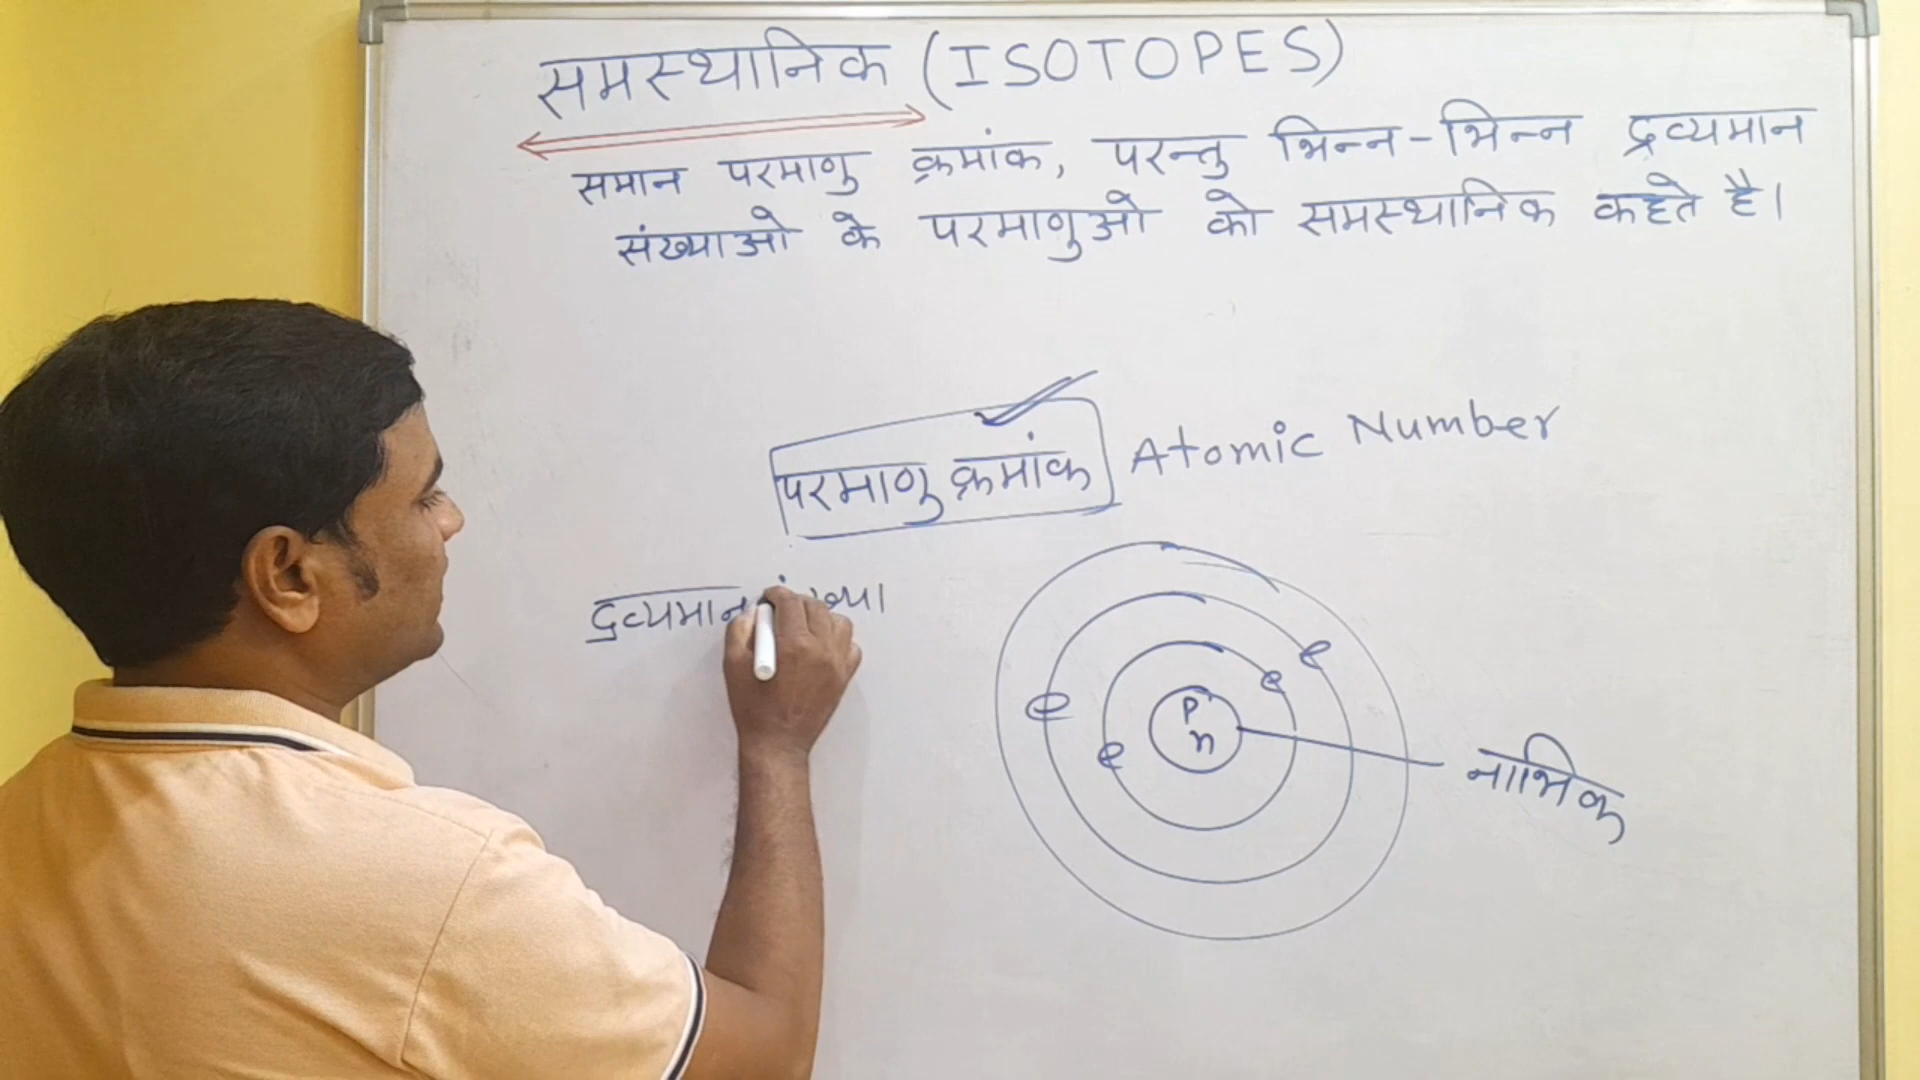 समस्थानिक (ISOTOPES)
समान परमाणु क्रमांक, परन्तु भिन्न-भिन्न द्रव्यमान
संख्याओ के परमाणुओ को समस्थानिक कहते है।
परमाणु क्रमांक Atomic Number
द्रव्यमान
e
e
e
e
P
n
नाभिक